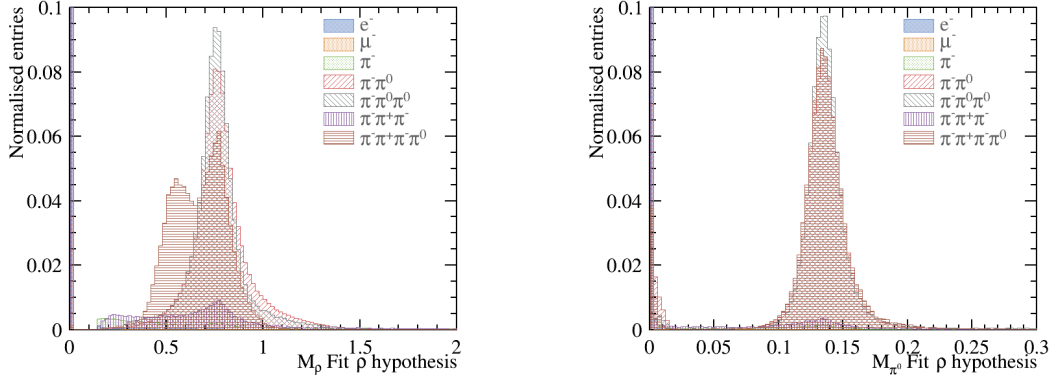 Normalised entries
0.1
0.08
0.06
0.04
0.02
0
e⁻
μ⁻
π⁻
π⁻π⁰
π⁻π⁰π⁰
π⁻π⁺π⁻
π⁻π⁺π⁻π⁰
0 0.5 1 1.5 2
M_ρ Fit ρ hypothesis
Normalised entries
0.1
0.08
0.06
0.04
0.02
0
e⁻
μ⁻
π⁻
π⁻π⁰
π⁻π⁰π⁰
π⁻π⁺π⁻
π⁻π⁺π⁻π⁰
0 0.05 0.1 0.15 0.2 0.25 0.3
M_π⁰ Fit ρ hypothesis